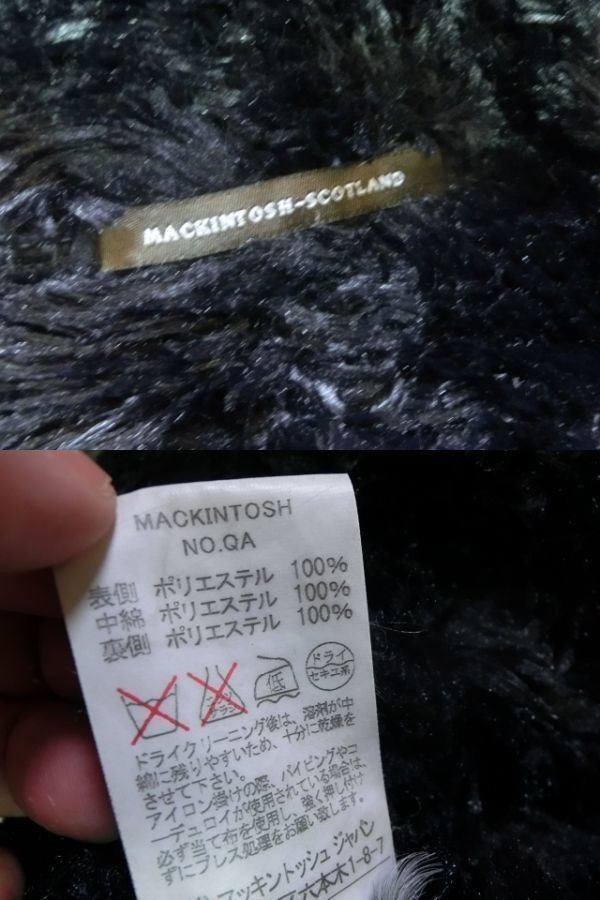 MACKINTOSH-SCOTLAND
MACKINTOSH
NO.QA
表側 ポリエステル 100%
中綿 ポリエステル 100%
裏側 ポリエステル 100%
低
ドライ
セキユ系
ドライクリーニング後は、溶剤が中
綿に残りやすいため、十分に乾燥を
させて下さい。
アイロン掛けの際、パイピングやコ
ーデュロイが使用されている場合は、
必ず当て布を使用し、強く押し付け
ずにプレス処理をお願い致します。
マッキントッシュ ジャパン
六本木1-8-7